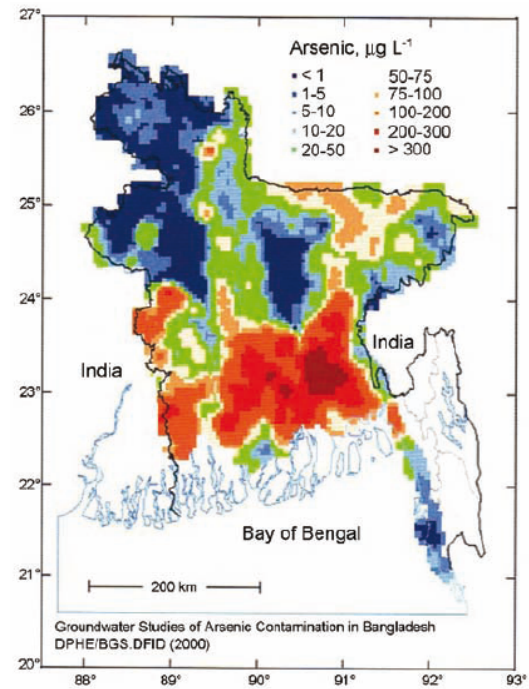 27°
26°
25°
24°
23°
22°
21°
20°
Arsenic, µg L-1
< 1 50-75
1-5 75-100
5-10 100-200
10-20 200-300
20-50 > 300
India
India
Bay of Bengal
200 km
Groundwater Studies of Arsenic Contamination in Bangladesh
DPHE/BGS.DFID (2000)
88° 89° 90° 91° 92° 93°